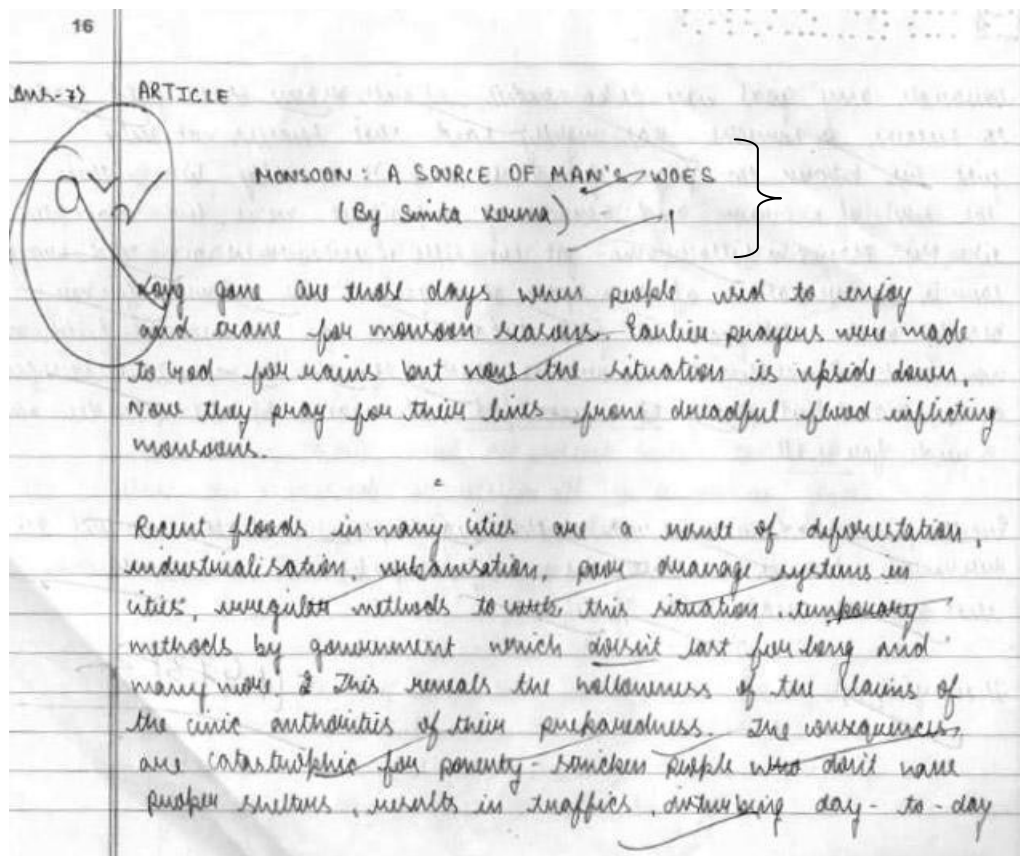 16
Ans-7) ARTICLE
9½
MONSOON: A SOURCE OF MAN'S WOES
(By Smita Verma) 1
Long gone are those days when people used to enjoy
and crave for monsoon seasons. Earlier prayers were made
to God for rains but now the situation is upside down.
Now they pray for their lives from dreadful flood inflicting
monsoons.
Recent floods in many cities are a result of deforestation,
industrialisation, urbanisation, poor drainage systems in
cities, irregular methods to this situation, temporary
methods by government which doesn't last for long and
many more. This reveals the hollowness of the claims of
the civic authorities of their preparedness. The consequences
are catastrophic for poverty-stricken people who don't have
proper shelters, results in traffics, disturbing day-to-day